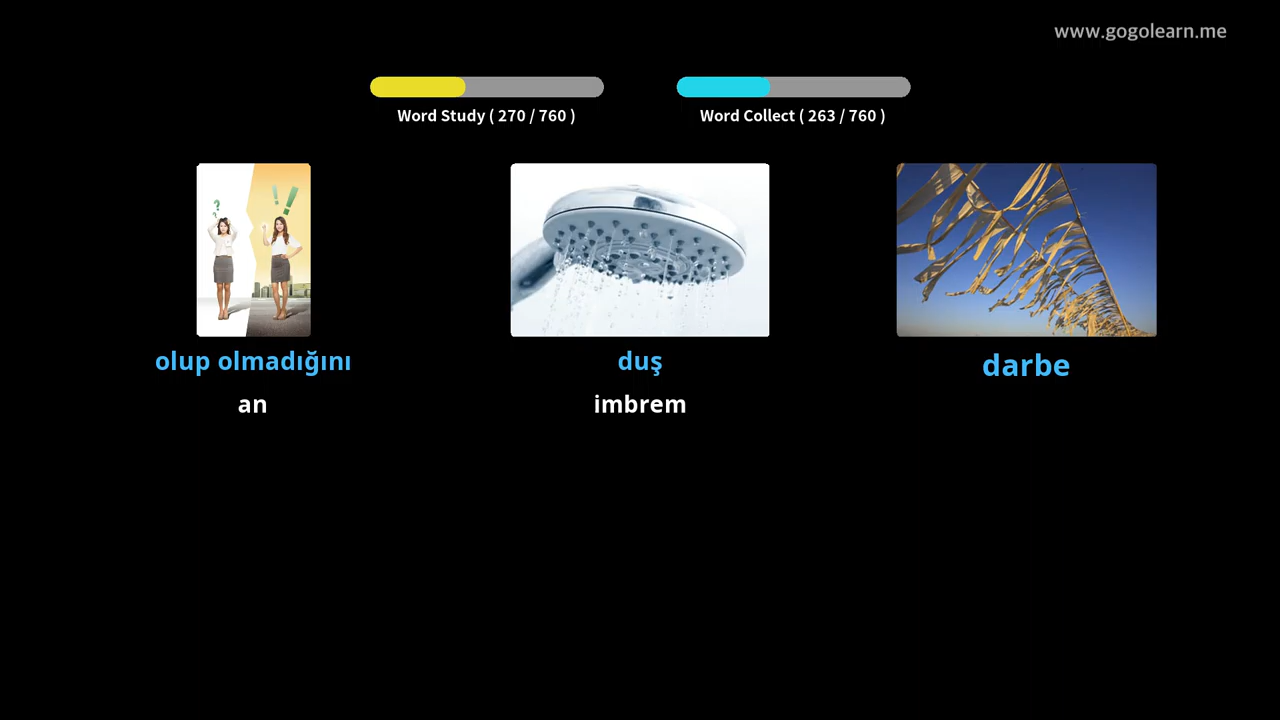 www.gogolearn.me
Word Study ( 270 / 760 )
Word Collect ( 263 / 760 )
olup olmadığını
duş
darbe
an
imbrem